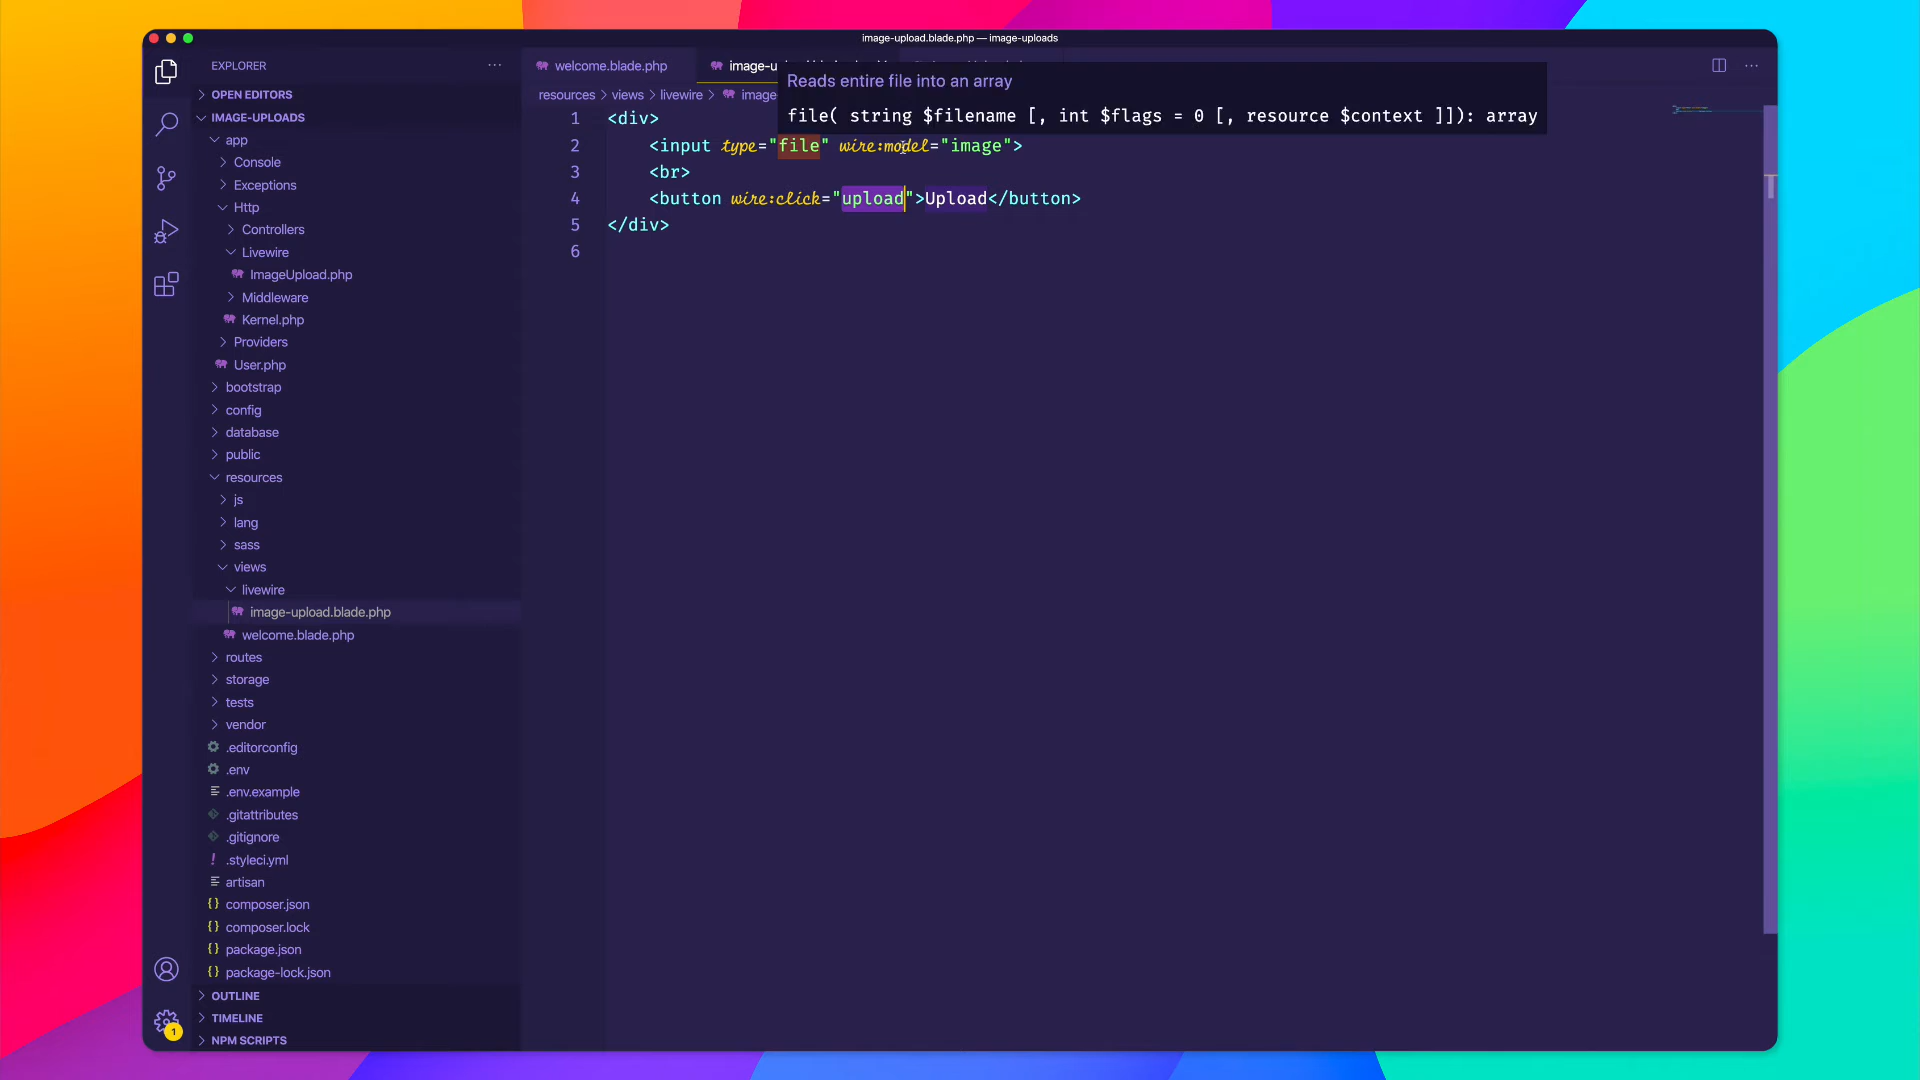 image-upload.blade.php — image-uploads
EXPLORER
OPEN EDITORS
IMAGE-UPLOADS
app
Console
Exceptions
Http
Controllers
Livewire
ImageUpload.php
Middleware
Kernel.php
Providers
User.php
bootstrap
config
database
public
resources
js
lang
sass
views
livewire
image-upload.blade.php
welcome.blade.php
routes
storage
tests
vendor
.editorconfig
.env
.env.example
.gitattributes
.gitignore
! .styleci.yml
artisan
{} composer.json
{} composer.lock
{} package.json
{} package-lock.json
OUTLINE
TIMELINE
NPM SCRIPTS
1
welcome.blade.php
image-u
resources > views > livewire > image-
Reads entire file into an array
file( string $filename [, int $flags = 0 [, resource $context ]]): array
1 <div>
2 <input type="file" wire:model="image">
3 <br>
4 <button wire:click="upload">Upload</button>
5 </div>
6